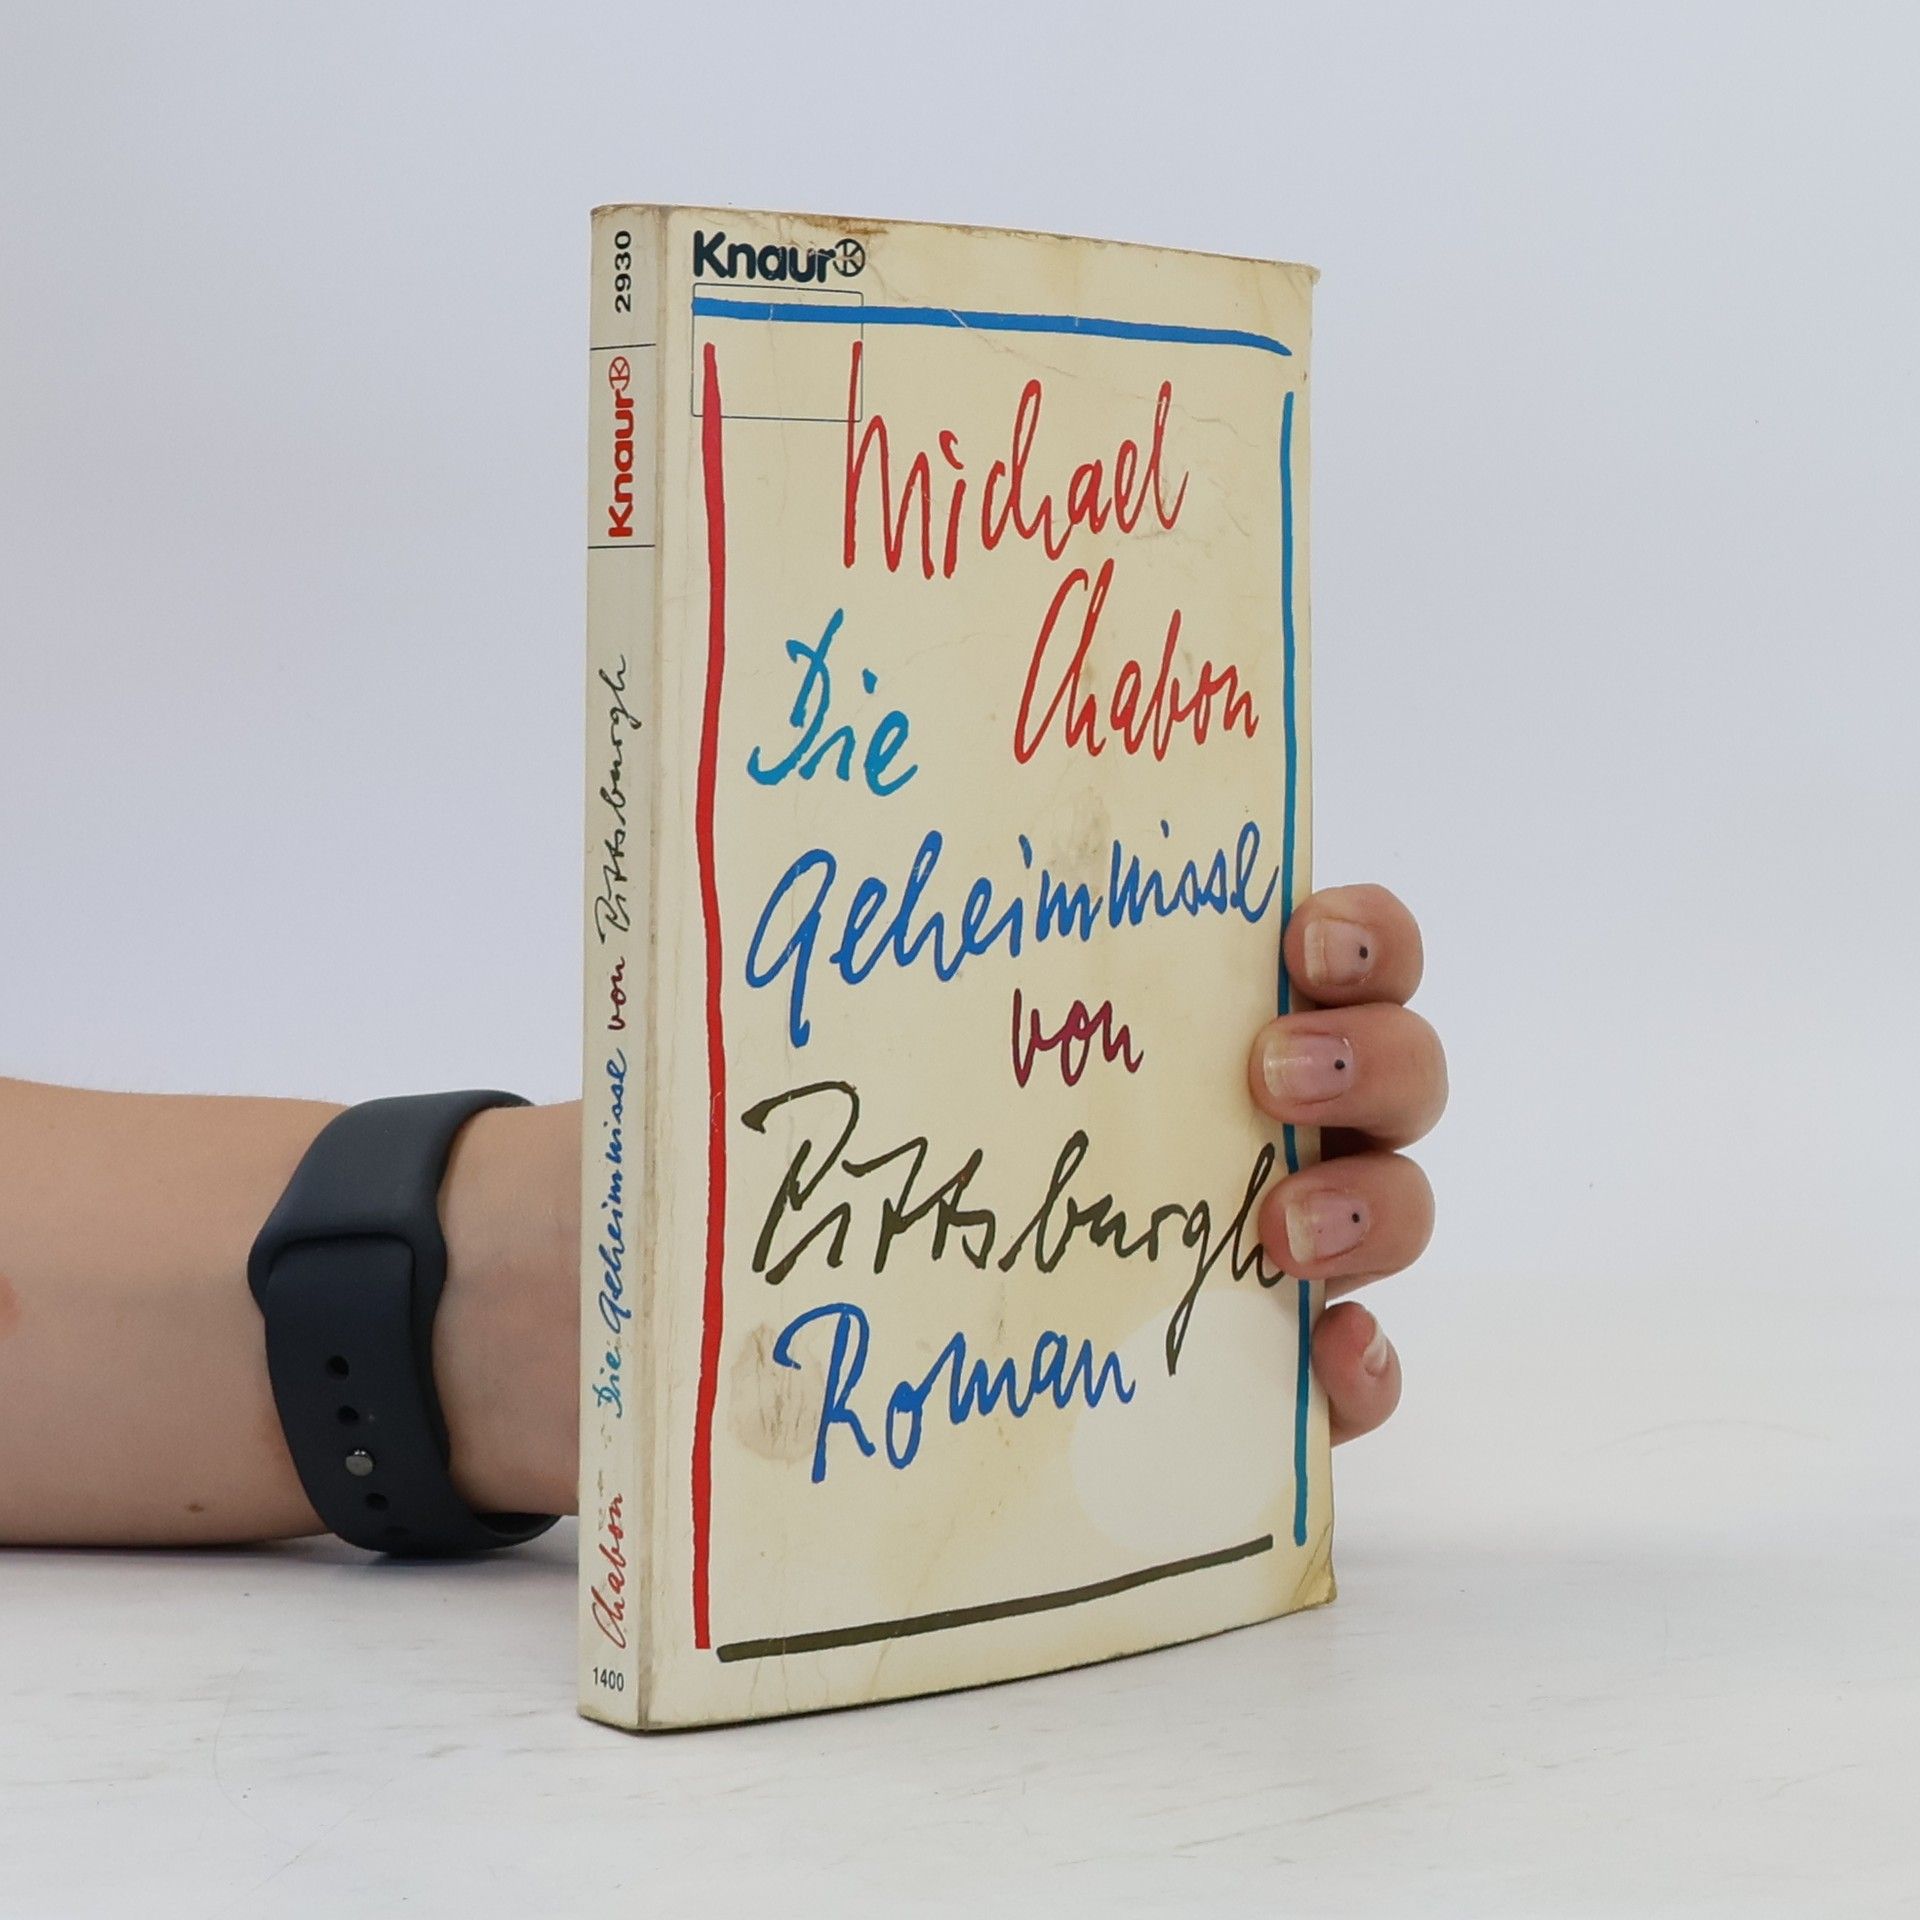 Knaur
Michael
Chabon
Die
Geheimnisse
von
Pittsburgh
Roman
2930
Knaur
Chabon Die Geheimnisse von Pittsburgh
1400